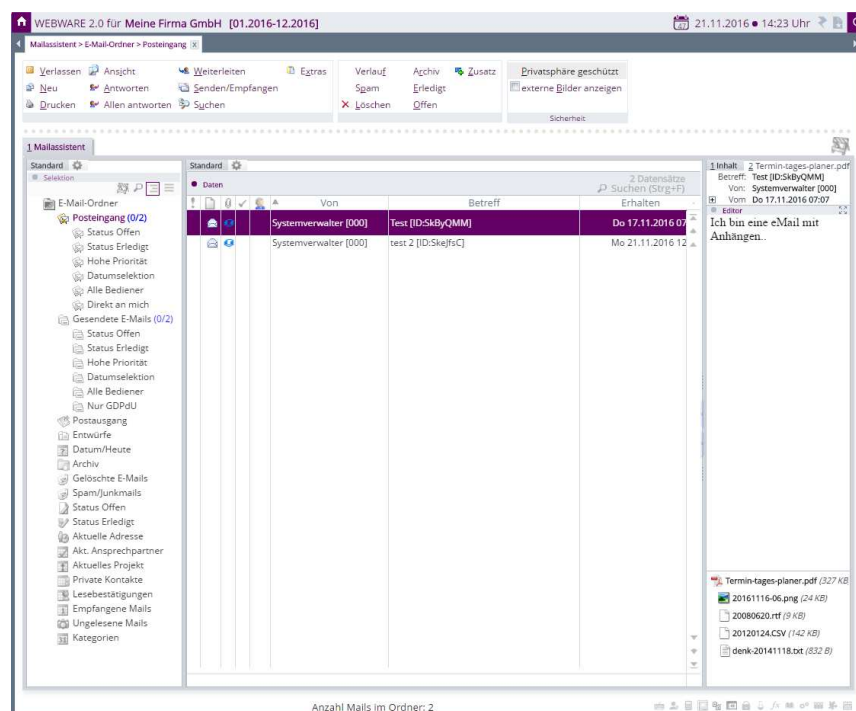 WEBWARE 2.0 für Meine Firma GmbH [01.2016-12.2016]
21.11.2016 ● 14:23 Uhr
Mailassistent > E-Mail-Ordner > Posteingang
Verlassen Ansicht Weiterleiten Extras Verlauf Archiv Zusatz Privatsphäre geschützt
Neu Antworten Senden/Empfangen Spam Erledigt externe Bilder anzeigen
Drucken Allen antworten Suchen Löschen Offen
Sicherheit
1 Mailassistent
Standard
Selektion
E-Mail-Ordner
Posteingang (0/2)
Status Offen
Status Erledigt
Hohe Priorität
Datumselektion
Alle Bediener
Direkt an mich
Gesendete E-Mails (0/2)
Status Offen
Status Erledigt
Hohe Priorität
Datumselektion
Alle Bediener
Nur GDPdU
Postausgang
Entwürfe
Datum/Heute
Archiv
Gelöschte E-Mails
Spam/Junkmails
Status Offen
Status Erledigt
Aktuelle Adresse
Akt. Ansprechpartner
Aktuelles Projekt
Private Kontakte
Lesebestätigungen
Empfangene Mails
Ungelesene Mails
Kategorien
Standard
Daten
2 Datensätze
Suchen (Strg+F)
Von Betreff Erhalten
Systemverwalter [000] Test [ID:SkByQMM] Do 17.11.2016 07
Systemverwalter [000] test 2 [ID:SkeJfsC] Mo 21.11.2016 12
1 Inhalt 2 Termin-tages-planer.pdf
Betreff: Test [ID:SkByQMM]
Von: Systemverwalter [000]
Vom Do 17.11.2016 07:07
Editor
Ich bin eine eMail mit
Anhängen..
Termin-tages-planer.pdf (327 KB
20161116-06.png (24 KB)
20080620.rtf (9 KB)
20120124.CSV (142 KB)
denk-20141118.txt (832 B)
Anzahl Mails im Ordner: 2